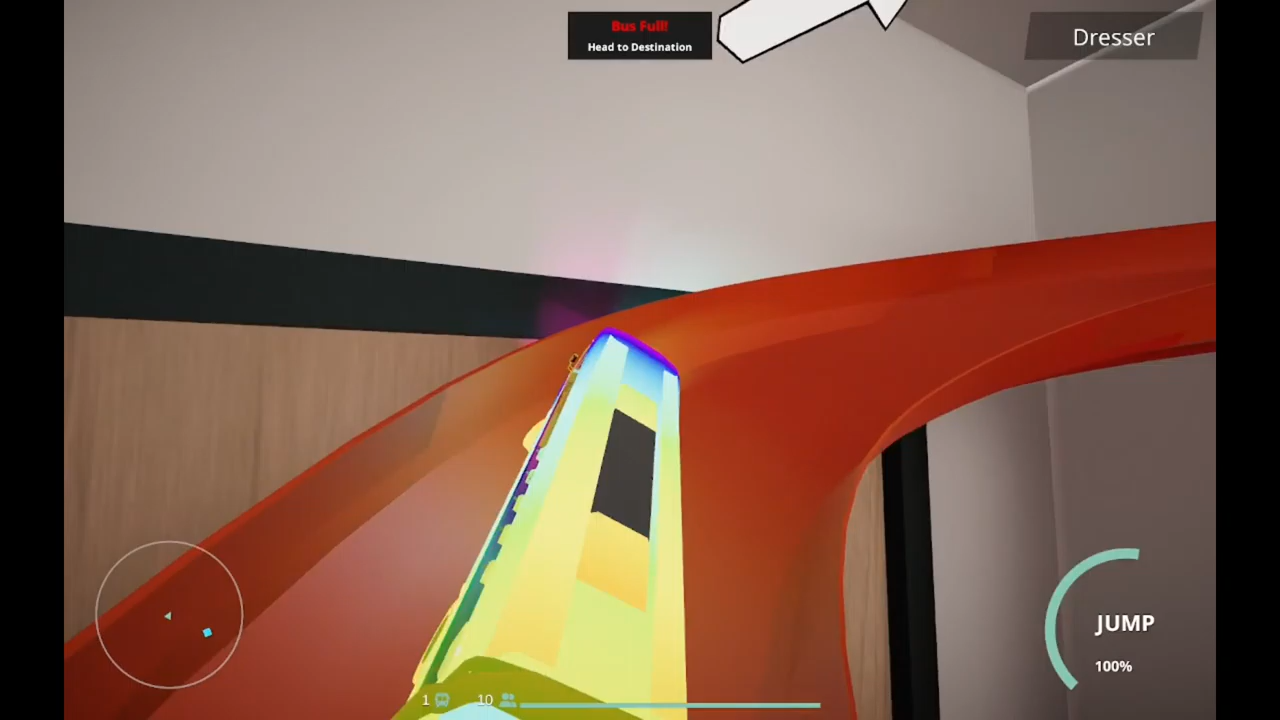 Bus Full!
Head to Destination
Dresser
JUMP
100%
1
10